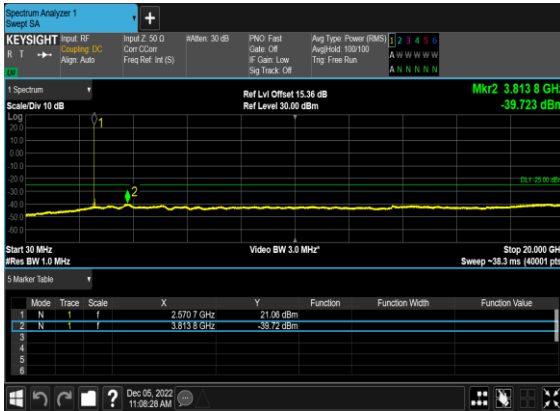 Spectrum Analyzer 1
Swept SA
KEYSIGHT Input: RF Input Z: 50 Ω #Atten: 30 dB PNO: Fast Avg Type: Power (RMS) 1 2 3 4 5 6
R T Coupling: DC Corr CCorr Gate: Off Avg|Hold: 100/100 A W W W W W
Align: Auto Freq Ref: Int (S) IF Gain: Low Trig: Free Run
Sig Track: Off A N N N N N
1 Spectrum Ref Lvl Offset 15.36 dB Mkr2 3.813 8 GHz
Scale/Div 10 dB Ref Level 30.00 dBm -39.723 dBm
Log
20.0
10.0
0.00
-10.0
-20.0
-30.0
-40.0
-50.0
-60.0
1
2
DL1 -25.00 dBm
Start 30 MHz Video BW 3.0 MHz* Stop 20.000 GHz
#Res BW 1.0 MHz Sweep ~38.3 ms (40001 pts)
5 Marker Table
Mode Trace Scale X Y Function Function Width Function Value
1 N 1 f 2.570 7 GHz 21.06 dBm
2 N 1 f 3.813 8 GHz -39.72 dBm
3
4
5
6
? Dec 05, 2022
11:08:28 AM